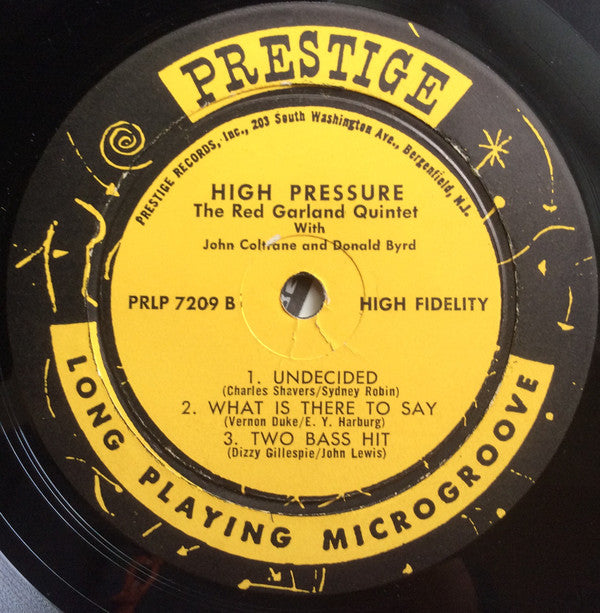 PRESTIGE
PRESTIGE RECORDS, Inc., 203 South Washington Ave., Bergenfield, N.J.
HIGH PRESSURE
The Red Garland Quintet
With
John Coltrane and Donald Byrd
PRLP 7209 B
HIGH FIDELITY
1. UNDECIDED
(Charles Shavers/Sydney Robin)
2. WHAT IS THERE TO SAY
(Vernon Duke/E. Y. Harburg)
3. TWO BASS HIT
(Dizzy Gillespie/John Lewis)
LONG PLAYING MICROGROOVE